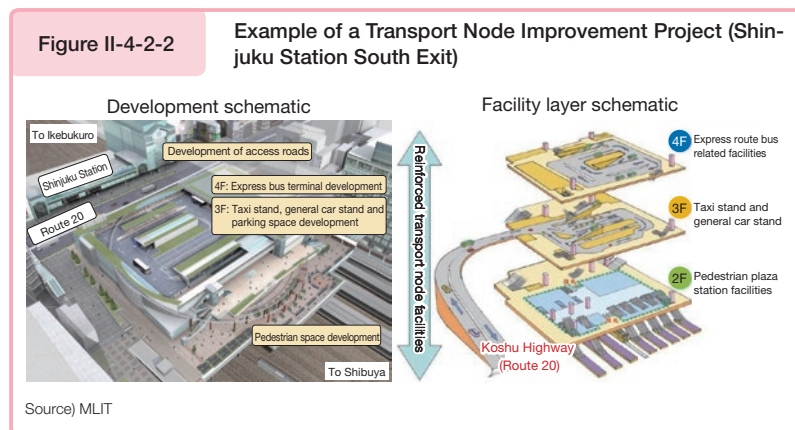 Figure II-4-2-2
Example of a Transport Node Improvement Project (Shin-
juku Station South Exit)
Development schematic
To Ikebukuro
Shinjuku Station
Route 20
Development of access roads
4F: Express bus terminal development
3F: Taxi stand, general car stand and
parking space development
Pedestrian space development
To Shibuya
Reinforced transport node facilities
Facility layer schematic
4F
Express route bus
related facilities
3F
Taxi stand and
general car stand
2F
Pedestrian plaza
station facilities
Koshu Highway
(Route 20)
Source) MLIT